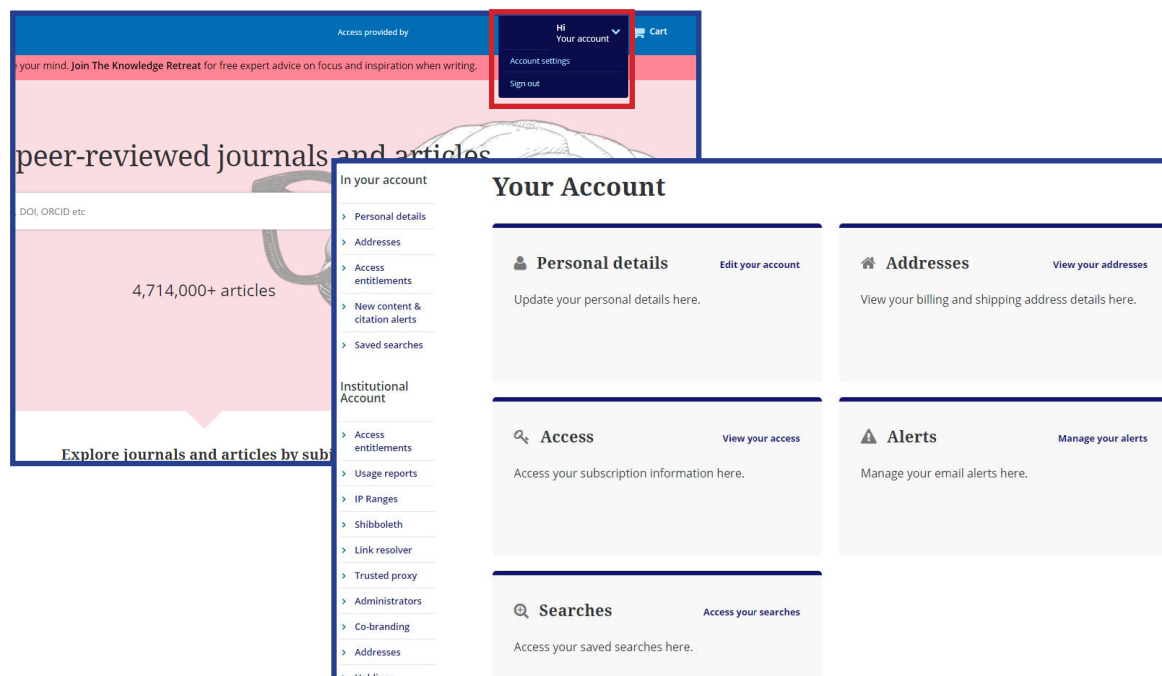 Access provided by
Hi
Your account
Cart
Account settings
Sign out
your mind. Join The Knowledge Retreat for free expert advice on focus and inspiration when writing.
peer-reviewed journals and articles
DOI, ORCID etc
4,714,000+ articles
Explore journals and articles by
In your account
Personal details
Addresses
Access
entitlements
New content &
citation alerts
Saved searches
Institutional
Account
Access
entitlements
Usage reports
IP Ranges
Shibboleth
Link resolver
Trusted proxy
Administrators
Co-branding
Addresses
Your Account
Personal details
Edit your account
Update your personal details here.
Addresses
View your addresses
View your billing and shipping address details here.
Access
View your access
Access your subscription information here.
Alerts
Manage your alerts
Manage your email alerts here.
Searches
Access your searches
Access your saved searches here.